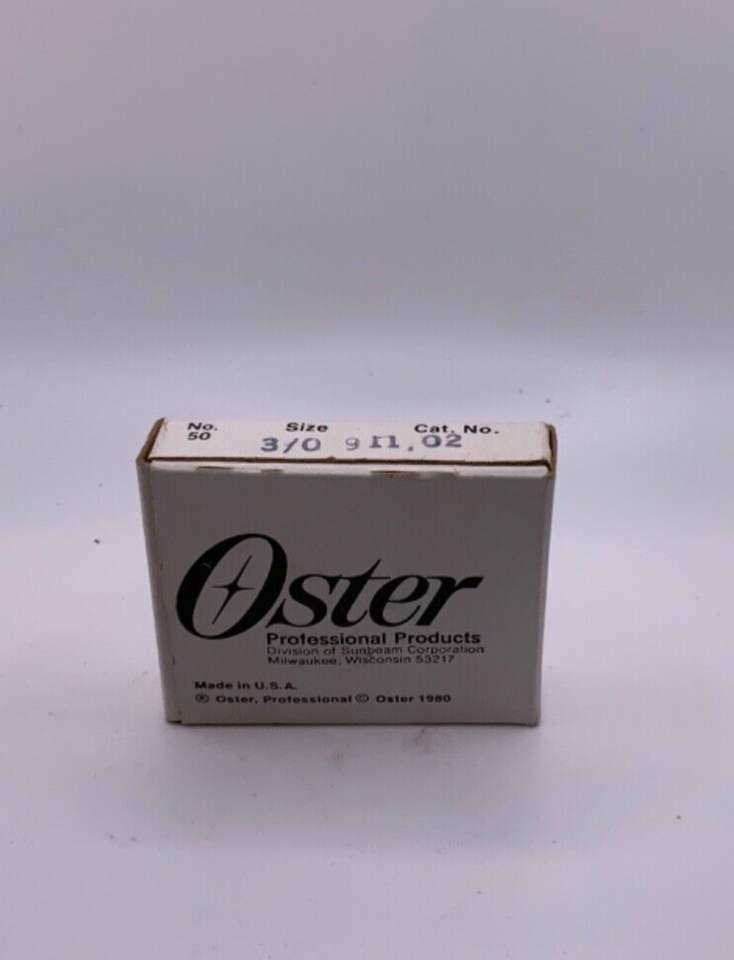 No. Size Cat. No.
50 3/0 911.02
Oster
Professional Products
Division of Sunbeam Corporation
Milwaukee, Wisconsin 53217
Made in U.S.A.
® Oster, Professional © Oster 1980